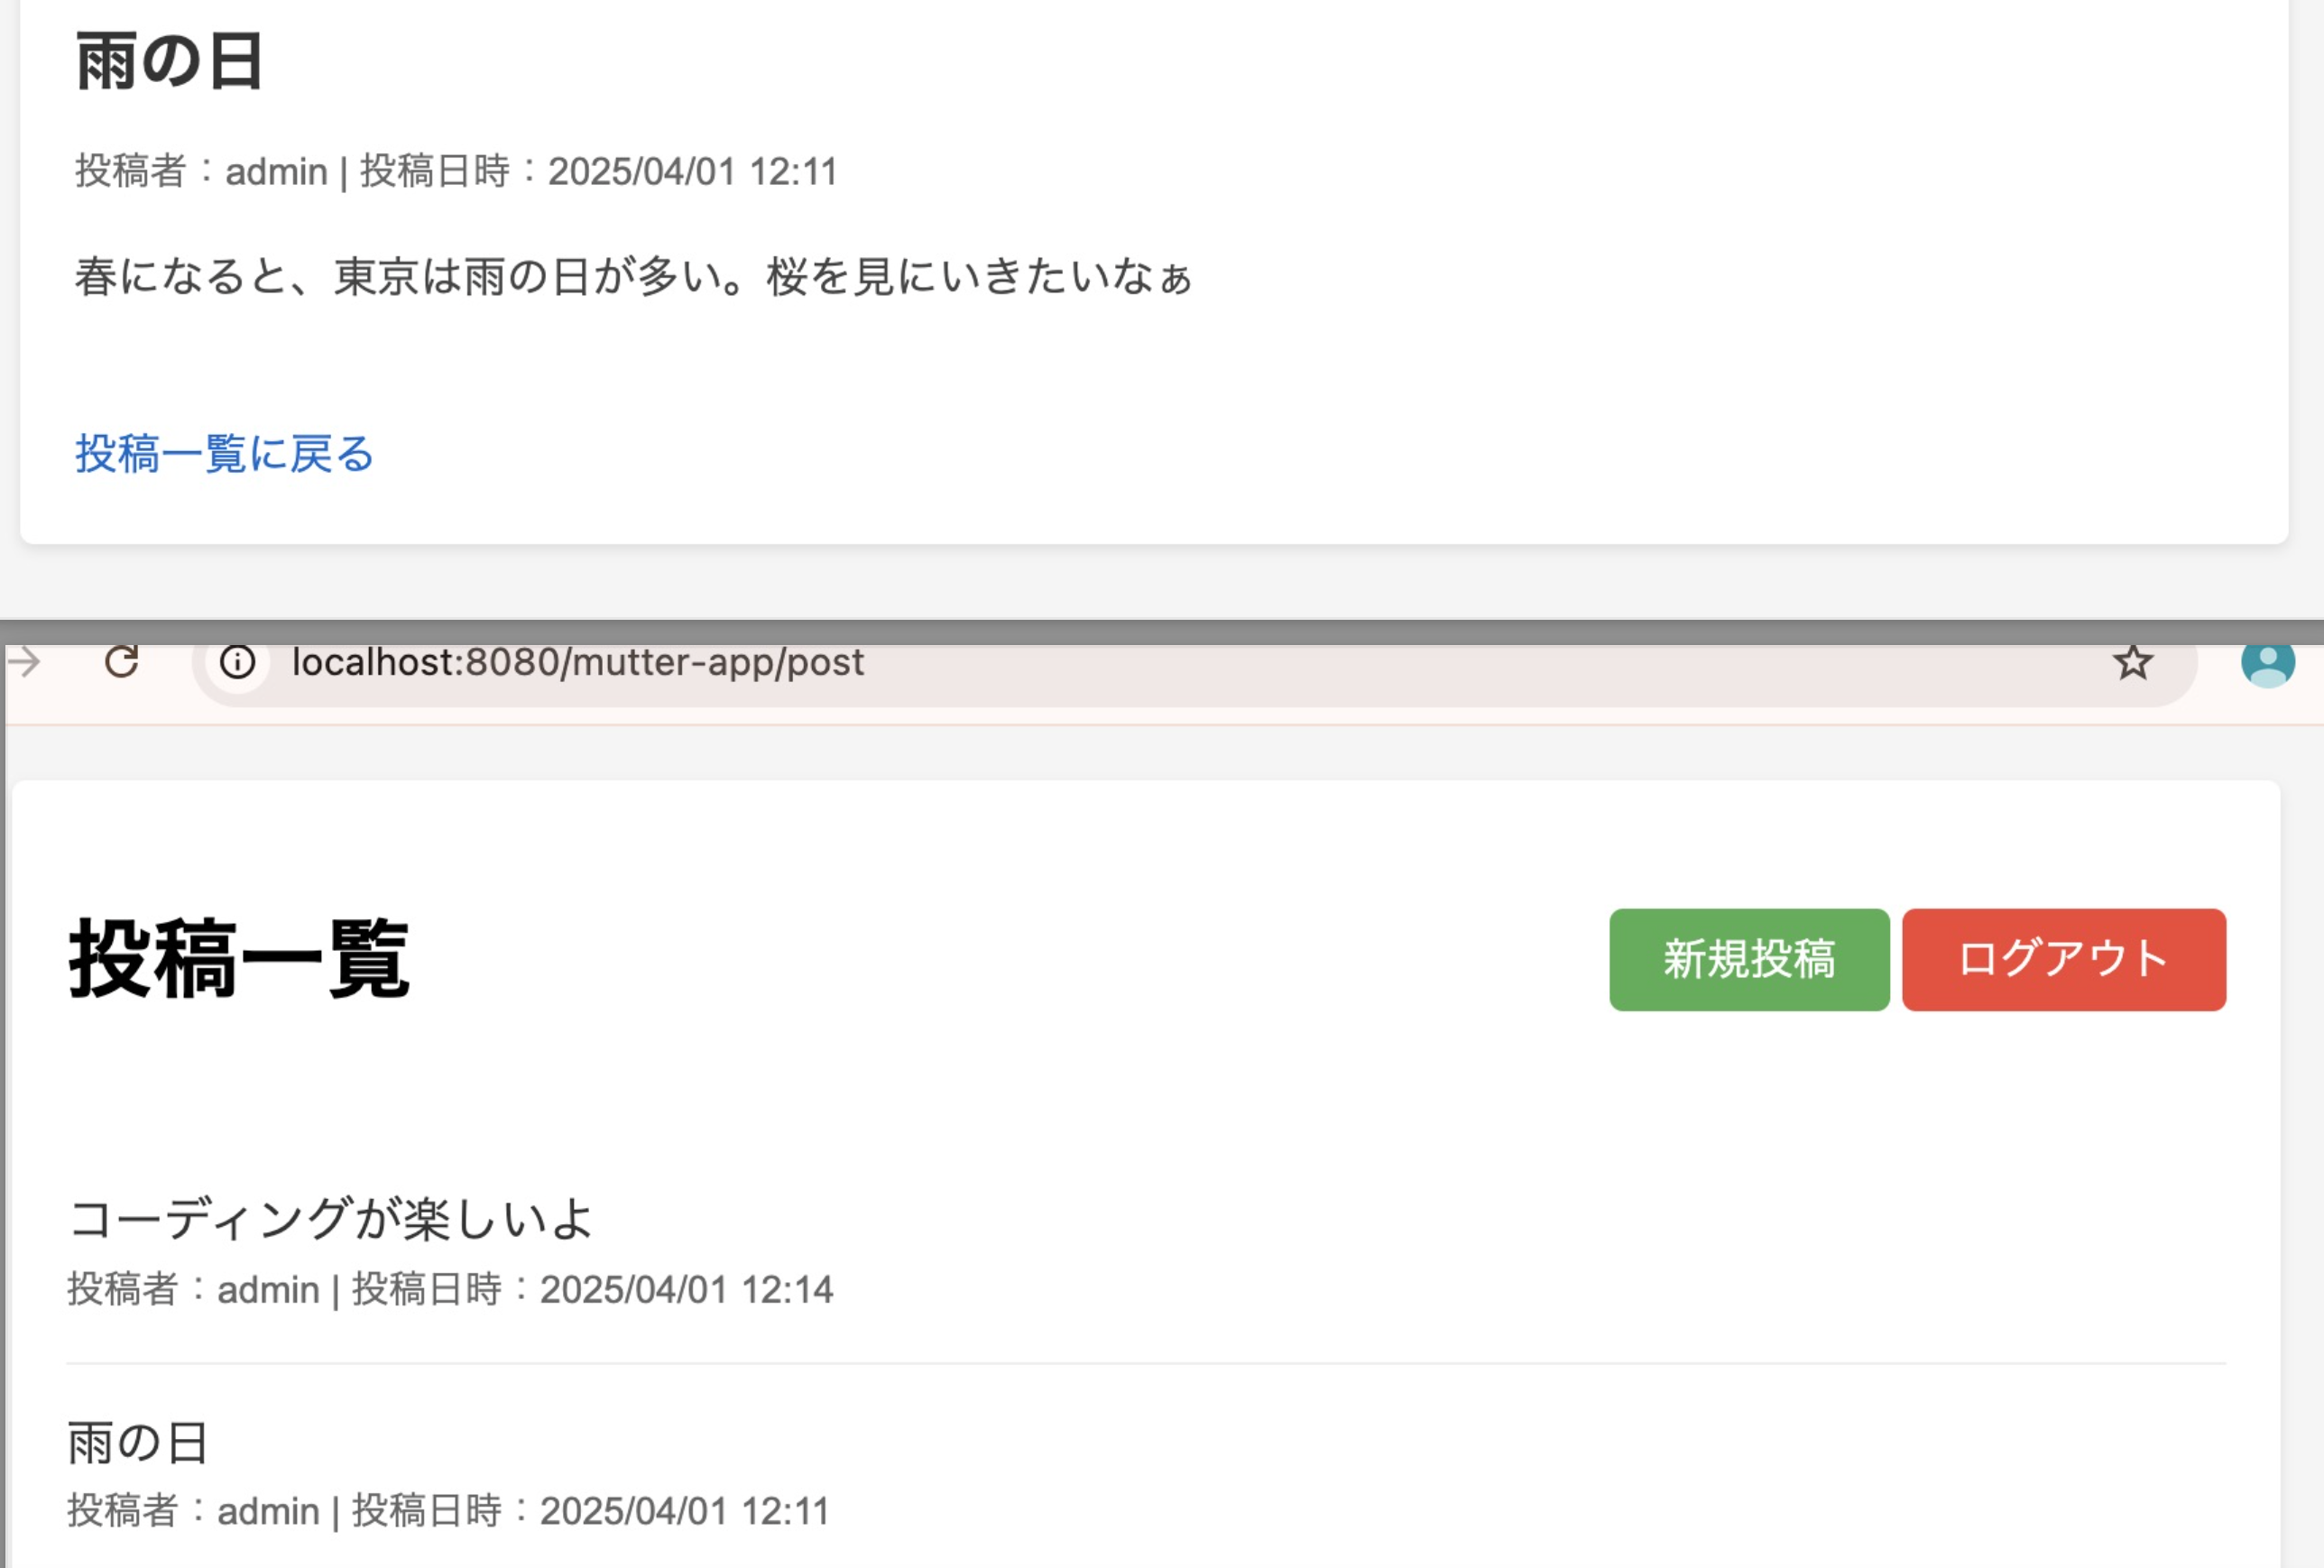 雨の日
投稿者：admin | 投稿日時：2025/04/01 12:11
春になると、東京は雨の日が多い。桜を見にいきたいなぁ
投稿一覧に戻る
localhost:8080/mutter-app/post
投稿一覧
新規投稿 ログアウト
コーディングが楽しいよ
投稿者：admin | 投稿日時：2025/04/01 12:14
雨の日
投稿者：admin | 投稿日時：2025/04/01 12:11